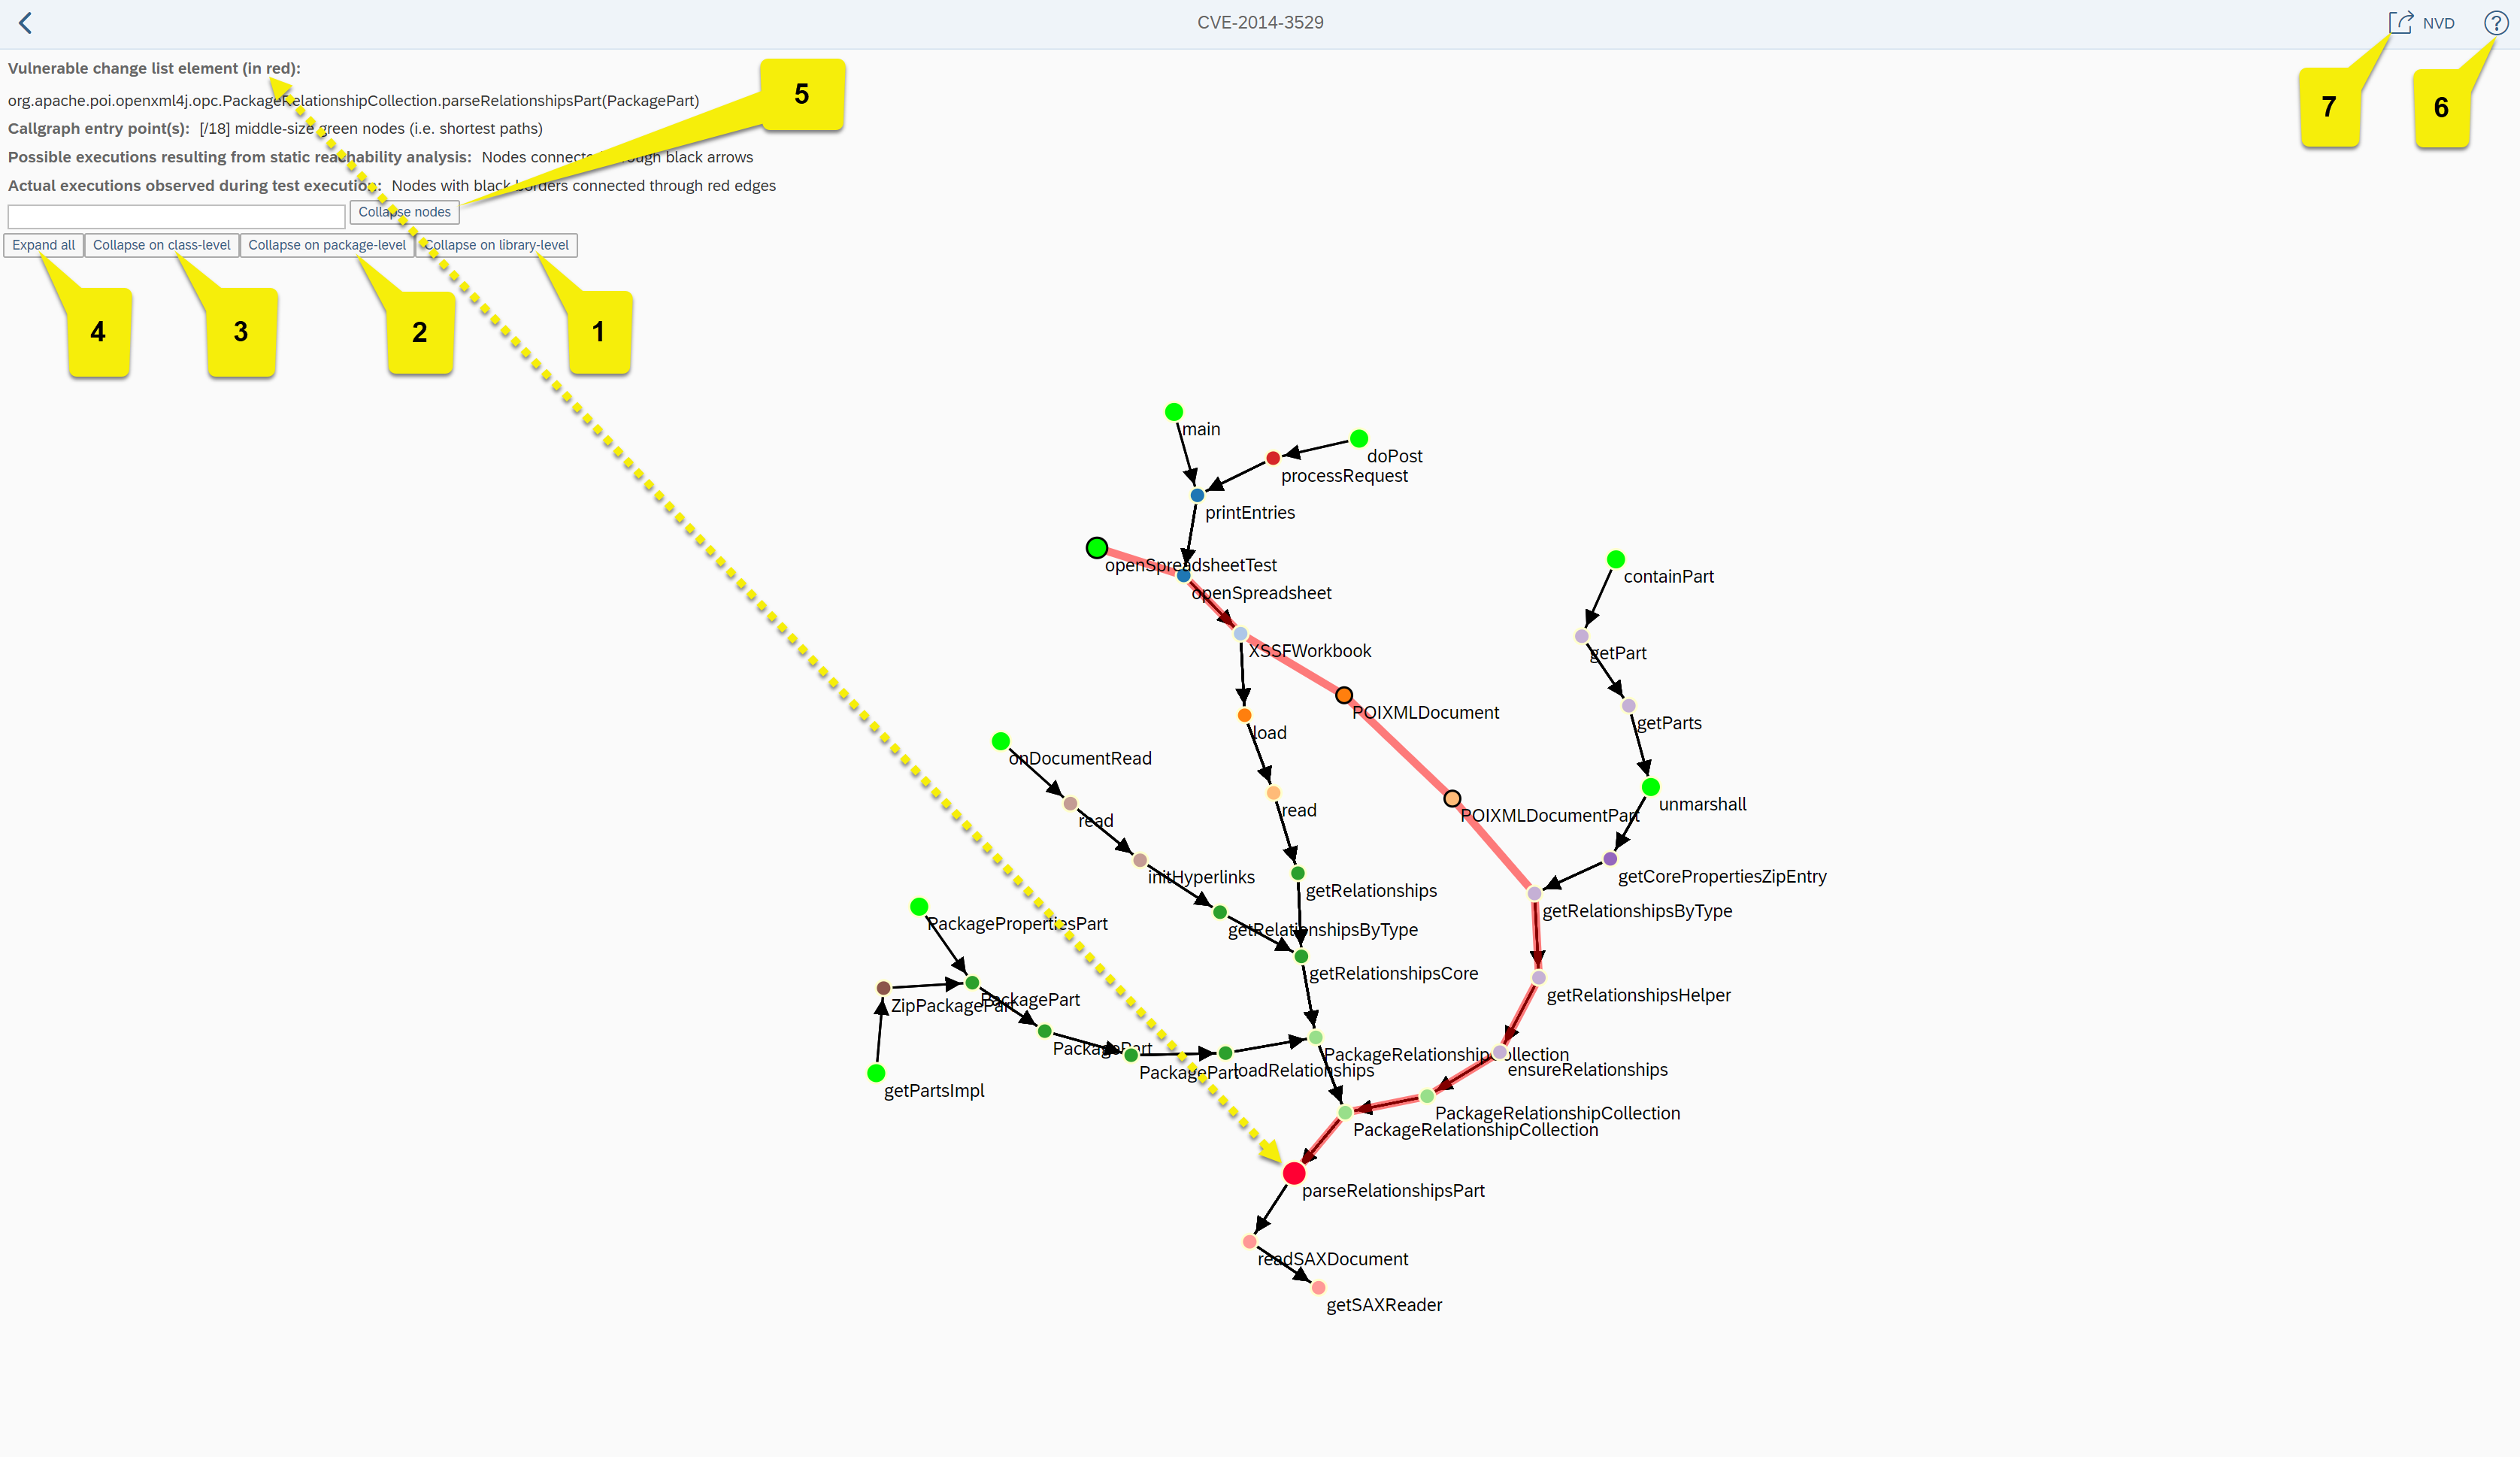 CVE-2014-3529
NVD
?
Vulnerable change list element (in red):
org.apache.poi.openxml4j.opc.PackageRelationshipCollection.parseRelationshipsPart(PackagePart)
Callgraph entry point(s): [/18] middle-size green nodes (i.e. shortest paths)
Possible executions resulting from static reachability analysis: Nodes connected through black arrows
Actual executions observed during test execution: Nodes with black borders connected through red edges
Collapse nodes
Expand all
Collapse on class-level
Collapse on package-level
Collapse on library-level
5
7
6
4
3
2
1
main
doPost
processRequest
printEntries
openSpreadsheetTest
containPart
openSpreadsheet
XSSFWorkbook
getPart
POIXMLDocument
getParts
load
onDocumentRead
unmarshall
read
POIXMLDocumentPart
read
getCorePropertiesZipEntry
initHyperlinks
getRelationships
getRelationshipsByType
PackagePropertiesPart
getRelationshipsByType
getRelationshipsCore
getRelationshipsHelper
PackagePart
ZipPackagePart
PackagePart
PackageRelationshipCollection
ensureRelationships
loadRelationships
PackagePart
getPartsImpl
PackageRelationshipCollection
PackageRelationshipCollection
parseRelationshipsPart
readSAXDocument
getSAXReader